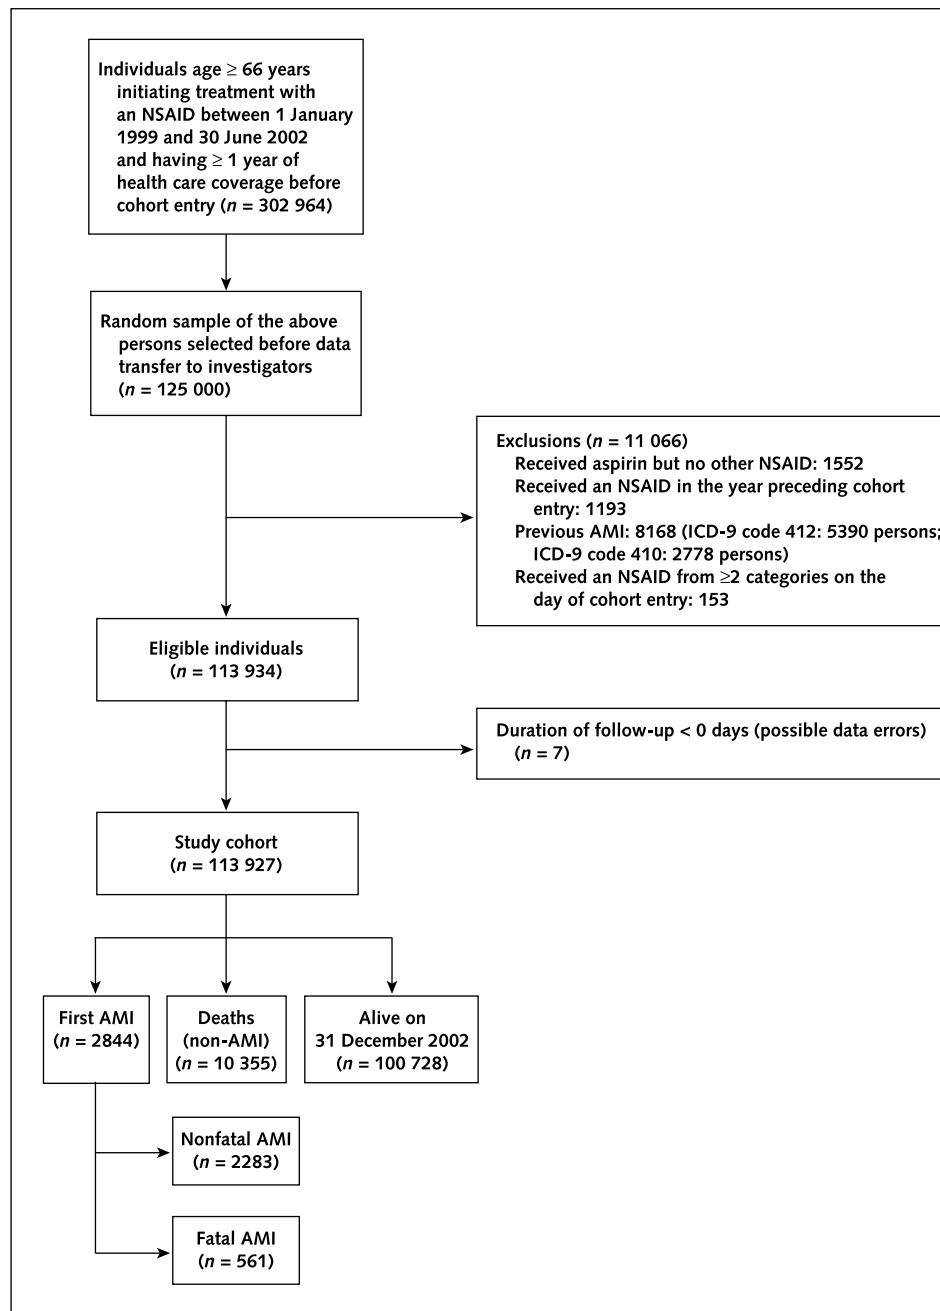 Individuals age ≥ 66 years
initiating treatment with
an NSAID between 1 January
1999 and 30 June 2002
and having ≥ 1 year of
health care coverage before
cohort entry (n = 302 964)
Random sample of the above
persons selected before data
transfer to investigators
(n = 125 000)
Exclusions (n = 11 066)
Received aspirin but no other NSAID: 1552
Received an NSAID in the year preceding cohort
entry: 1193
Previous AMI: 8168 (ICD-9 code 412: 5390 persons;
ICD-9 code 410: 2778 persons)
Received an NSAID from ≥2 categories on the
day of cohort entry: 153
Eligible individuals
(n = 113 934)
Duration of follow-up < 0 days (possible data errors)
(n = 7)
Study cohort
(n = 113 927)
First AMI
(n = 2844)
Deaths
(non-AMI)
(n = 10 355)
Alive on
31 December 2002
(n = 100 728)
Nonfatal AMI
(n = 2283)
Fatal AMI
(n = 561)